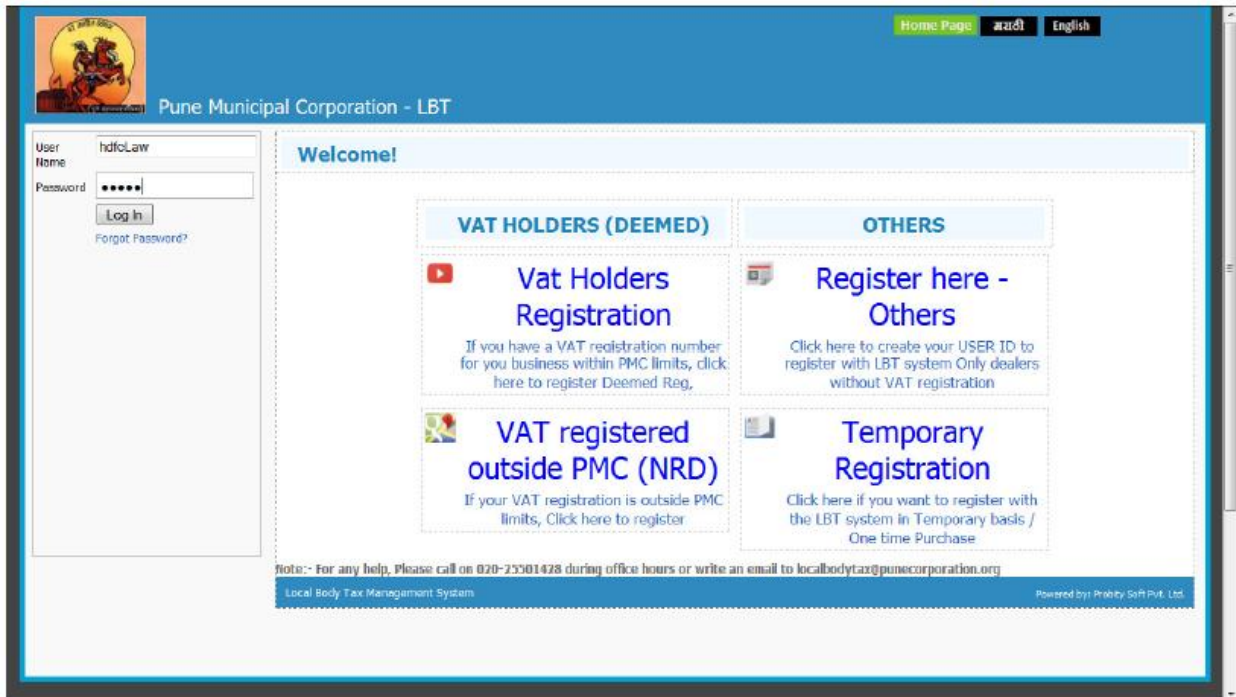 Home Page मराठी English
Pune Municipal Corporation - LBT
User Name hdfcLaw
Password •••••
Log In
Forgot Password?
Welcome!
VAT HOLDERS (DEEMED)
OTHERS
Vat Holders
Registration
If you have a VAT registration number
for you business within PMC limits, click
here to register Deemed Reg,
Register here -
Others
Click here to create your USER ID to
register with LBT system Only dealers
without VAT registration
VAT registered
outside PMC (NRD)
If your VAT registration is outside PMC
limits, Click here to register
Temporary
Registration
Click here if you want to register with
the LBT system in Temporary basis /
One time Purchase
Note:- For any help, Please call on 020-25501428 during office hours or write an email to localbodytax@punecorporation.org
Local Body Tax Management System
Powered by: Probity Soft Pvt. Ltd.